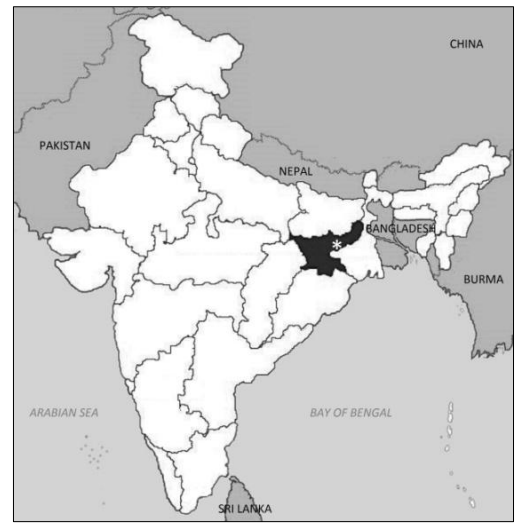 CHINA
PAKISTAN
NEPAL
BANGLADESH
*
BURMA
ARABIAN SEA
BAY OF BENGAL
SRI LANKA